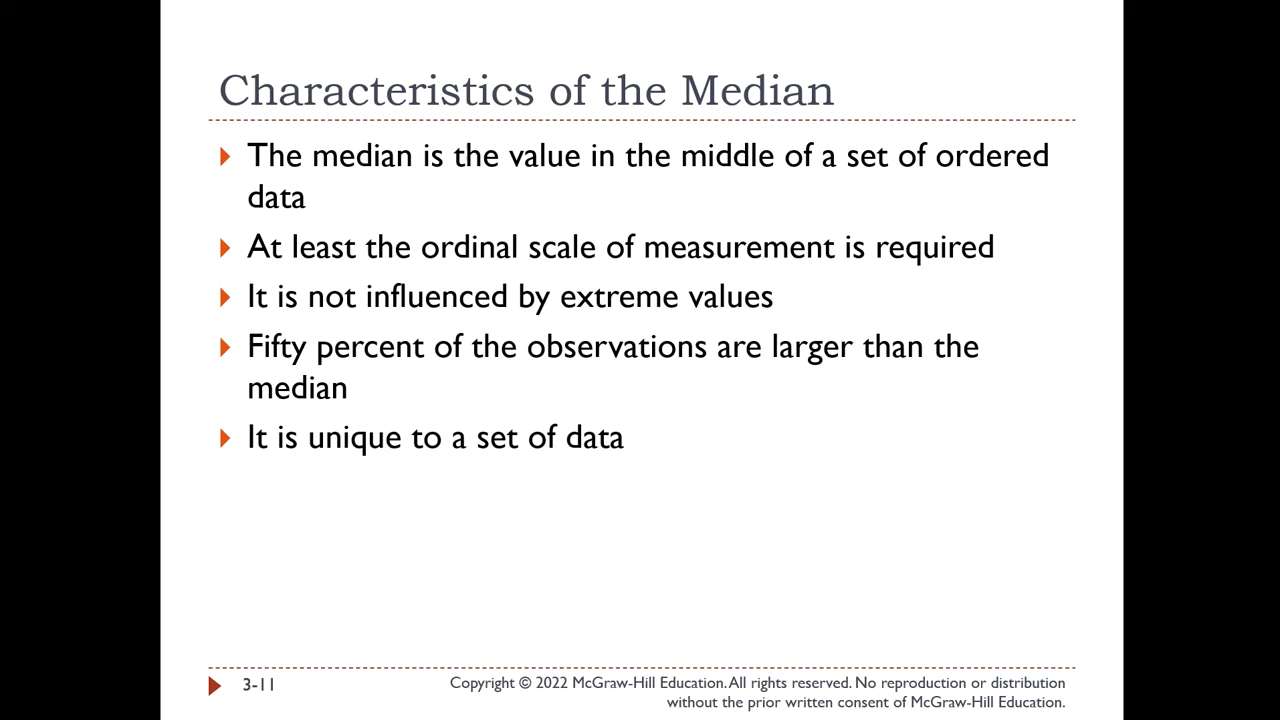 Characteristics of the Median
The median is the value in the middle of a set of ordered
data
At least the ordinal scale of measurement is required
It is not influenced by extreme values
Fifty percent of the observations are larger than the
median
It is unique to a set of data
3-11
Copyright © 2022 McGraw-Hill Education. All rights reserved. No reproduction or distribution
without the prior written consent of McGraw-Hill Education.